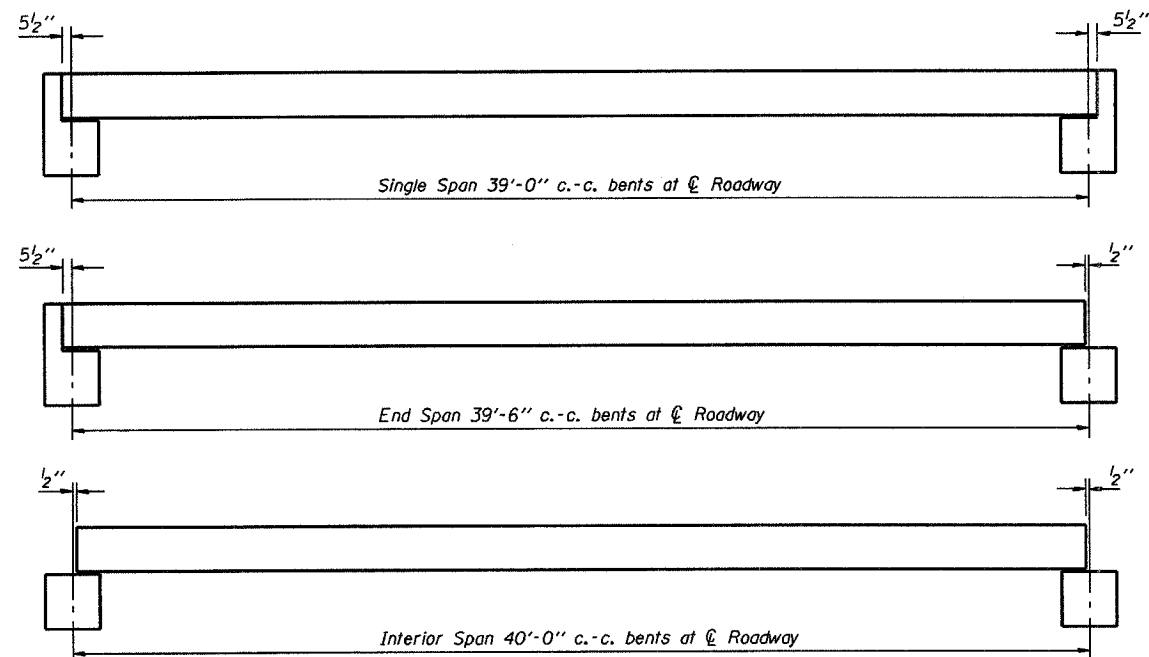 5½" 5½"
Single Span 39'-0" c.-c. bents at ℄ Roadway
5½" ½"
End Span 39'-6" c.-c. bents at ℄ Roadway
½" ½"
Interior Span 40'-0" c.-c. bents at ℄ Roadway